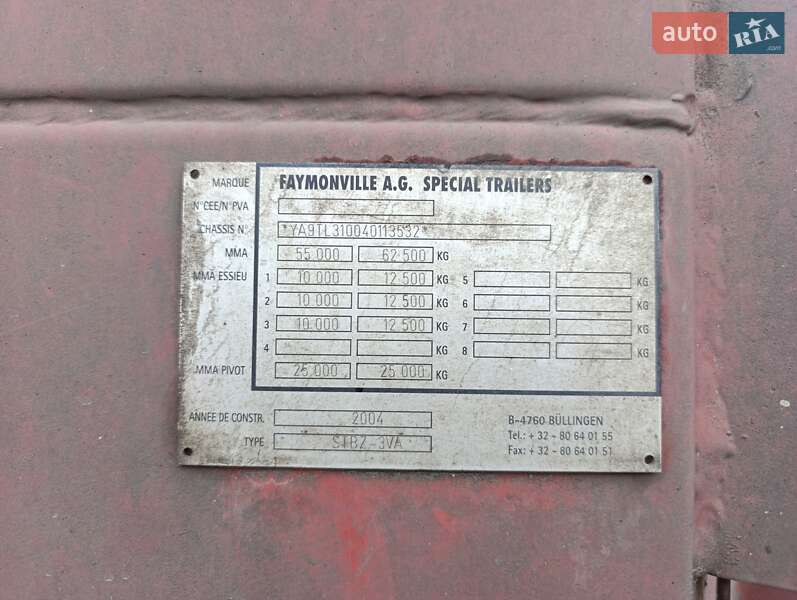 auto RIA.com
MARQUE FAYMONVILLE A.G. SPECIAL TRAILERS
N° CEE/N° PVA
CHASSIS N° *YA9TL310040113532*
MMA 55 000 62 500 KG
MMA ESSIEU 1 10 000 12 500 KG 5 KG
2 10 000 12 500 KG 6 KG
3 10 000 12 500 KG 7 KG
4 KG 8 KG
MMA PIVOT 25 000 25 000 KG
ANNEE DE CONSTR. 2004 B-4760 BÜLLINGEN
Tel.: + 32 - 80 64 01 55
TYPE STBZ-3VA Fax: + 32 - 80 64 01 51